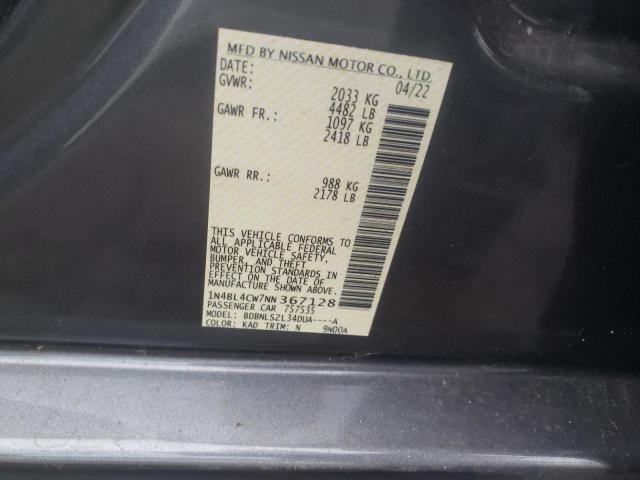 MFD BY NISSAN MOTOR CO., LTD.
DATE: 04/22
GVWR: 2033 KG
4482 LB
GAWR FR.: 1097 KG
2418 LB
GAWR RR.: 988 KG
2178 LB
THIS VEHICLE CONFORMS TO
ALL APPLICABLE FEDERAL
MOTOR VEHICLE SAFETY,
BUMPER, AND THEFT
PREVENTION STANDARDS IN
EFFECT ON THE DATE OF
MANUFACTURE SHOWN ABOVE.
1N4BL4CW7NN367128
PASSENGER CAR 757535
MODEL: BDBNLSZL34DUA----A
COLOR: KAD TRIM: N 9N00A